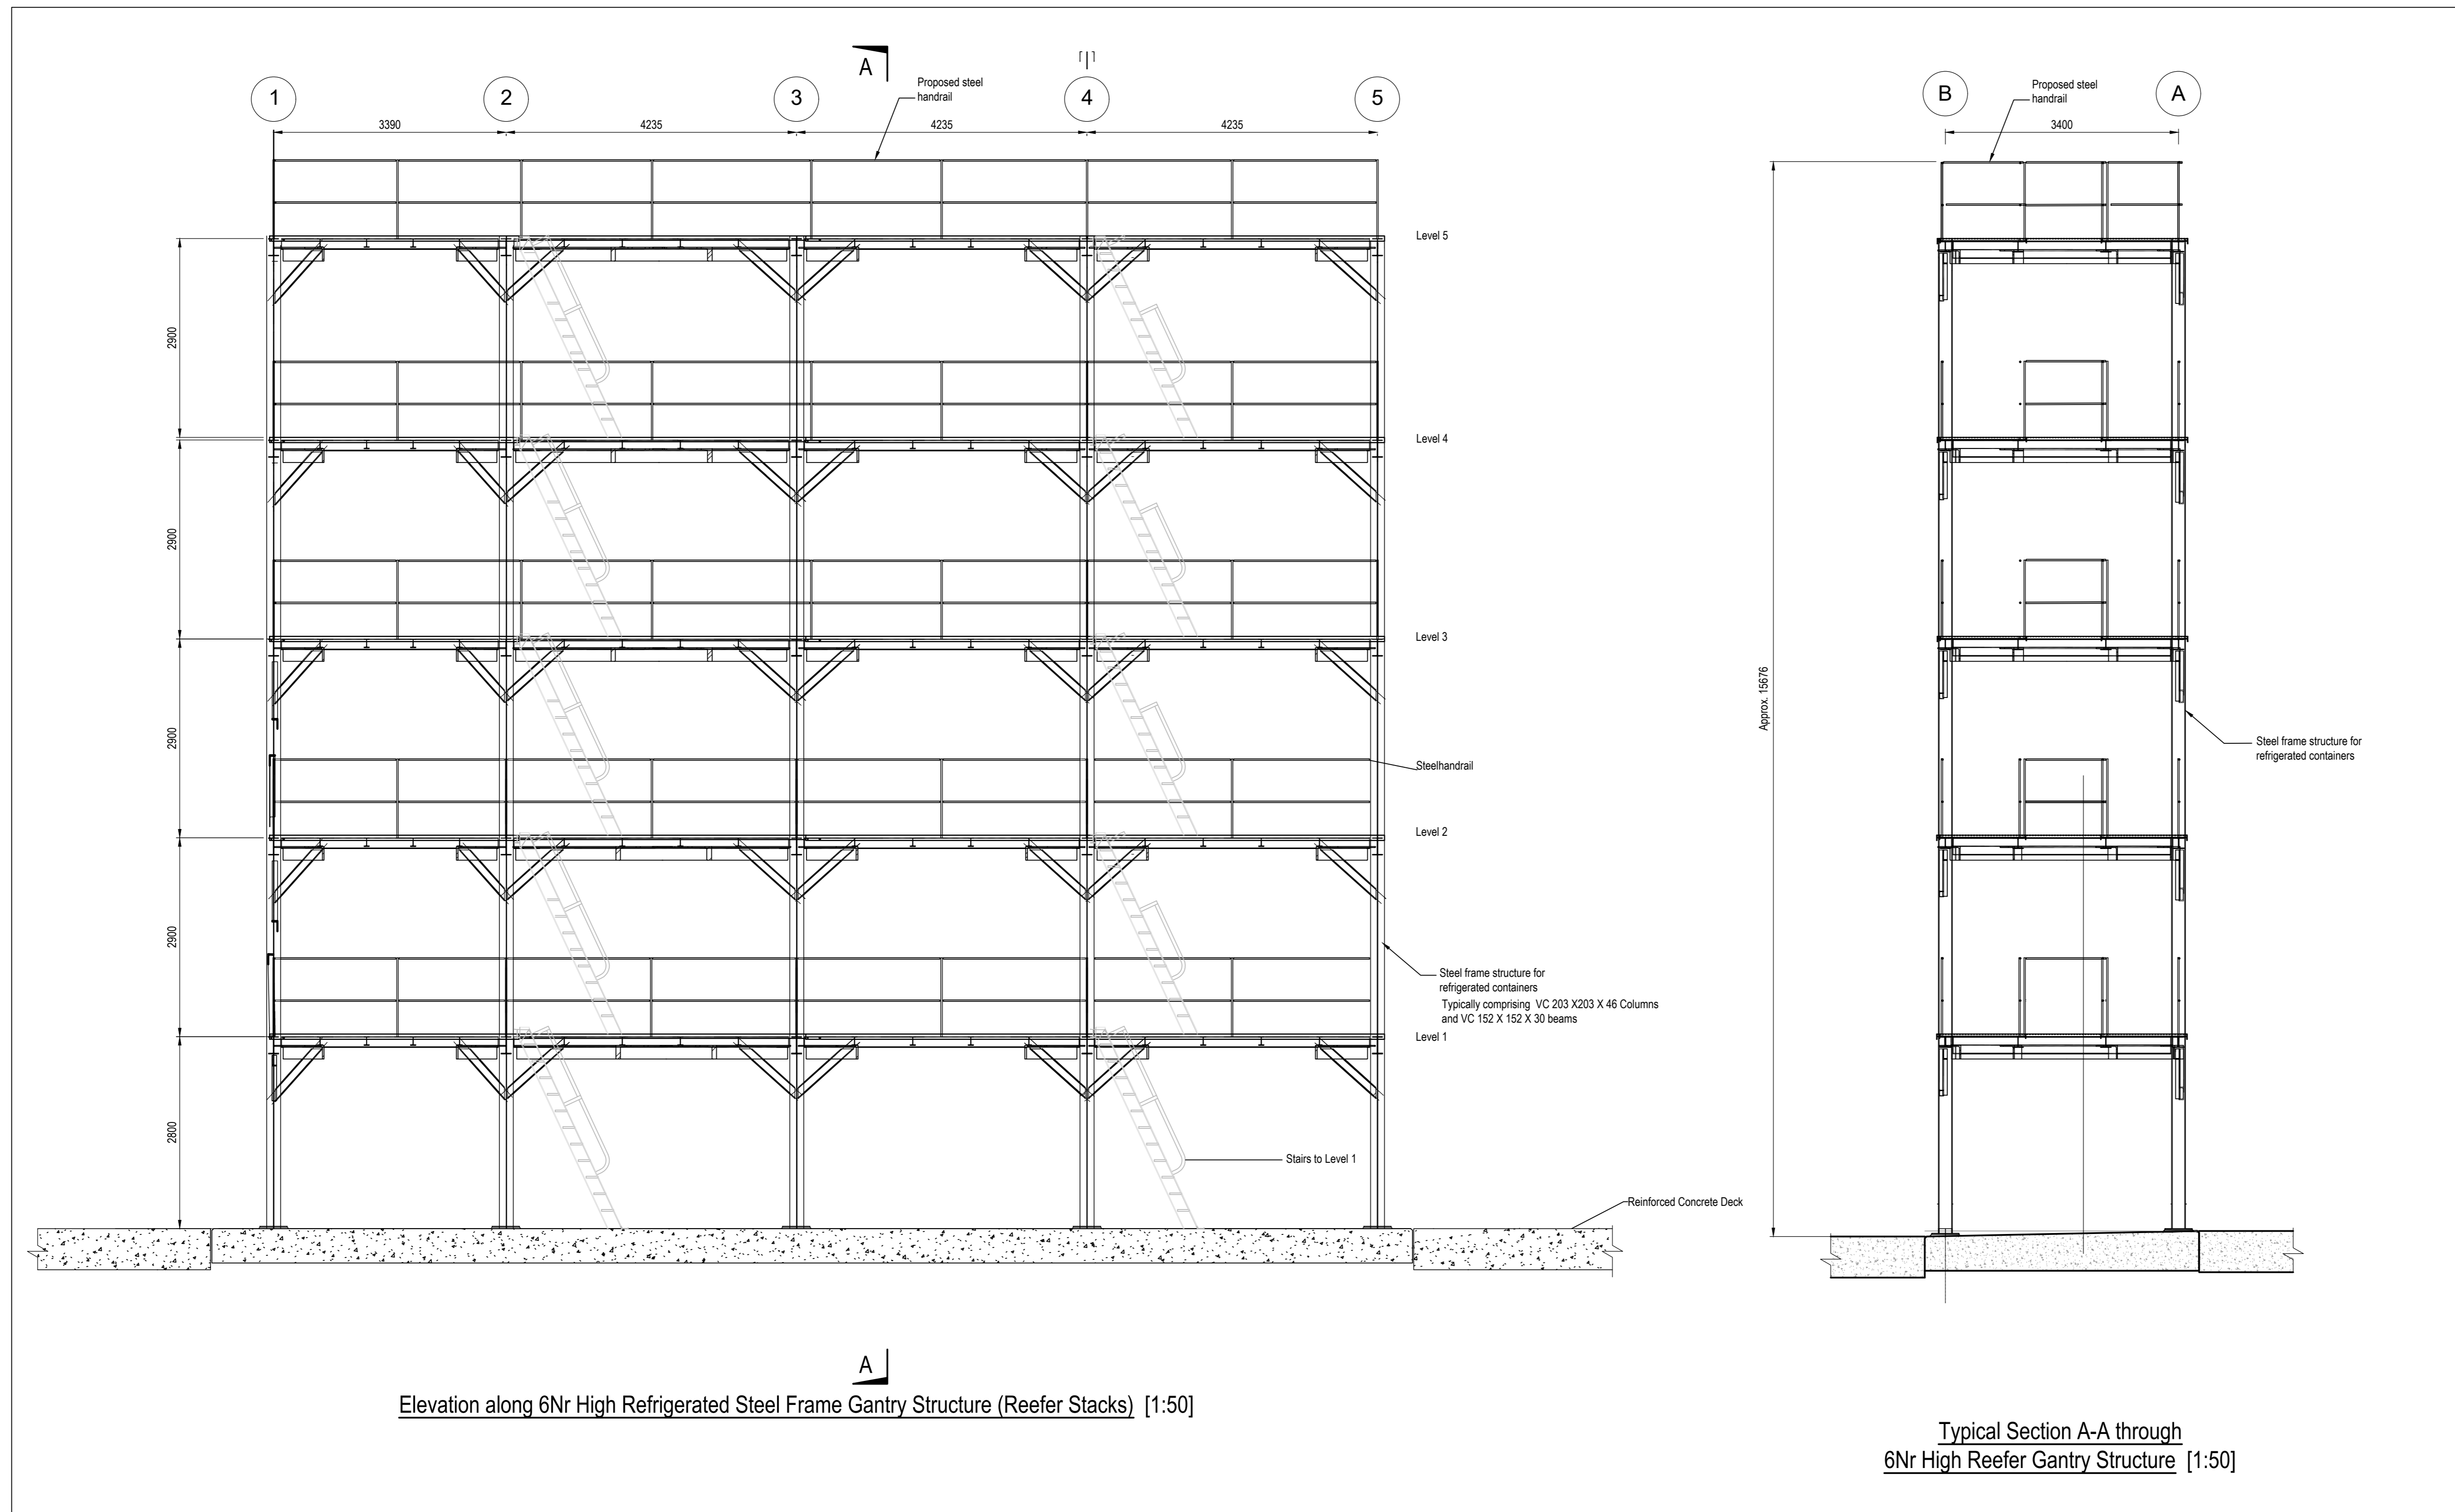 A
1
2
3
4
5
Proposed steel
handrail
3390
4235
4235
4235
Level 5
2900
Level 4
2900
Level 3
2900
Steelhandrail
Level 2
2900
Steel frame structure for
refrigerated containers
Typically comprising VC 203 X203 X 46 Columns
and VC 152 X 152 X 30 beams
Level 1
2800
Stairs to Level 1
Reinforced Concrete Deck
A
Elevation along 6Nr High Refrigerated Steel Frame Gantry Structure (Reefer Stacks) [1:50]
B
A
Proposed steel
handrail
3400
Approx. 15676
Steel frame structure for
refrigerated containers
Typical Section A-A through
6Nr High Reefer Gantry Structure [1:50]